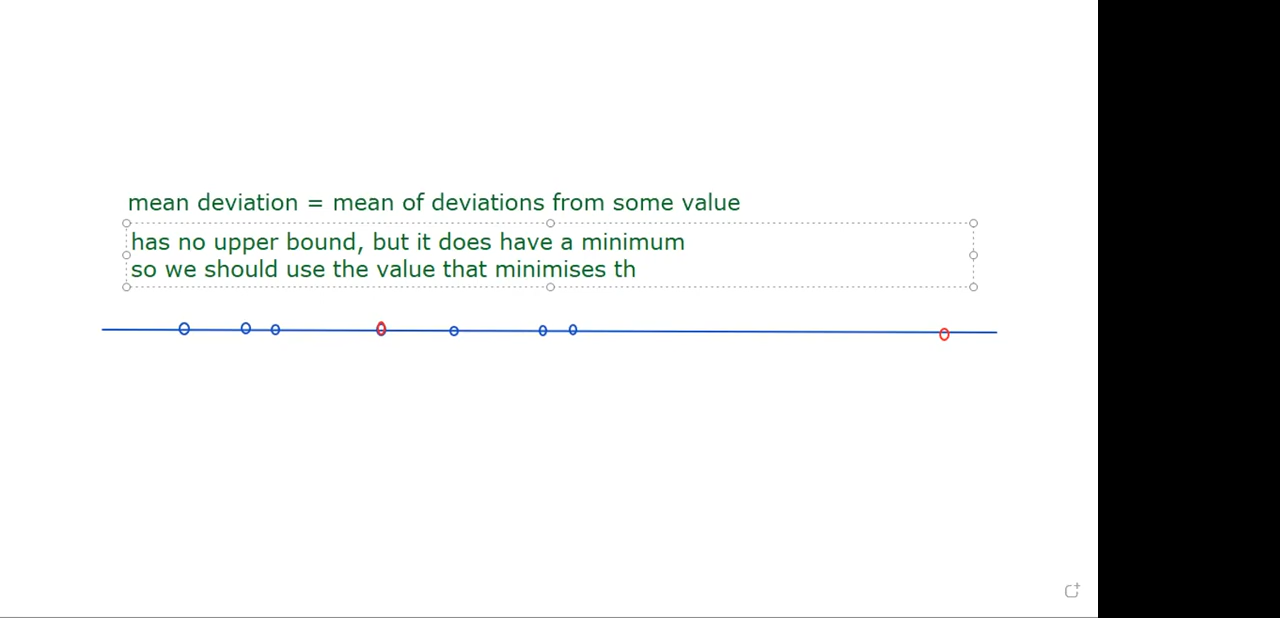 mean deviation = mean of deviations from some value
has no upper bound, but it does have a minimum
so we should use the value that minimises th